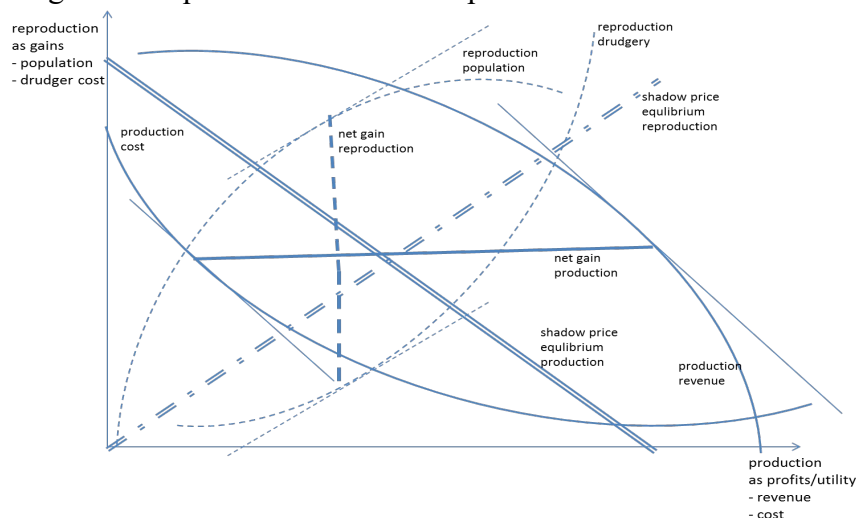 reproduction
as gains
- population
- drudger cost
production
cost
net gain
reproduction
reproduction
population
reproduction
drudgery
shadow price
equlibrium
reproduction
net gain
production
shadow price
equlibrium
production
production
revenue
production
as profits/utility
- revenue
- cost